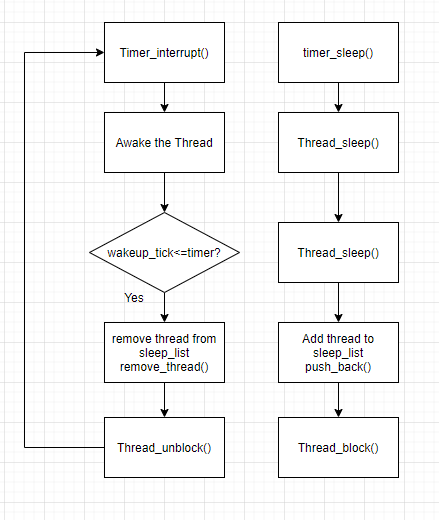 Timer_interrupt()
Awake the Thread
wakeup_tick<=timer?
Yes
remove thread from
sleep_list
remove_thread()
Thread_unblock()
timer_sleep()
Thread_sleep()
Thread_sleep()
Add thread to
sleep_list
push_back()
Thread_block()